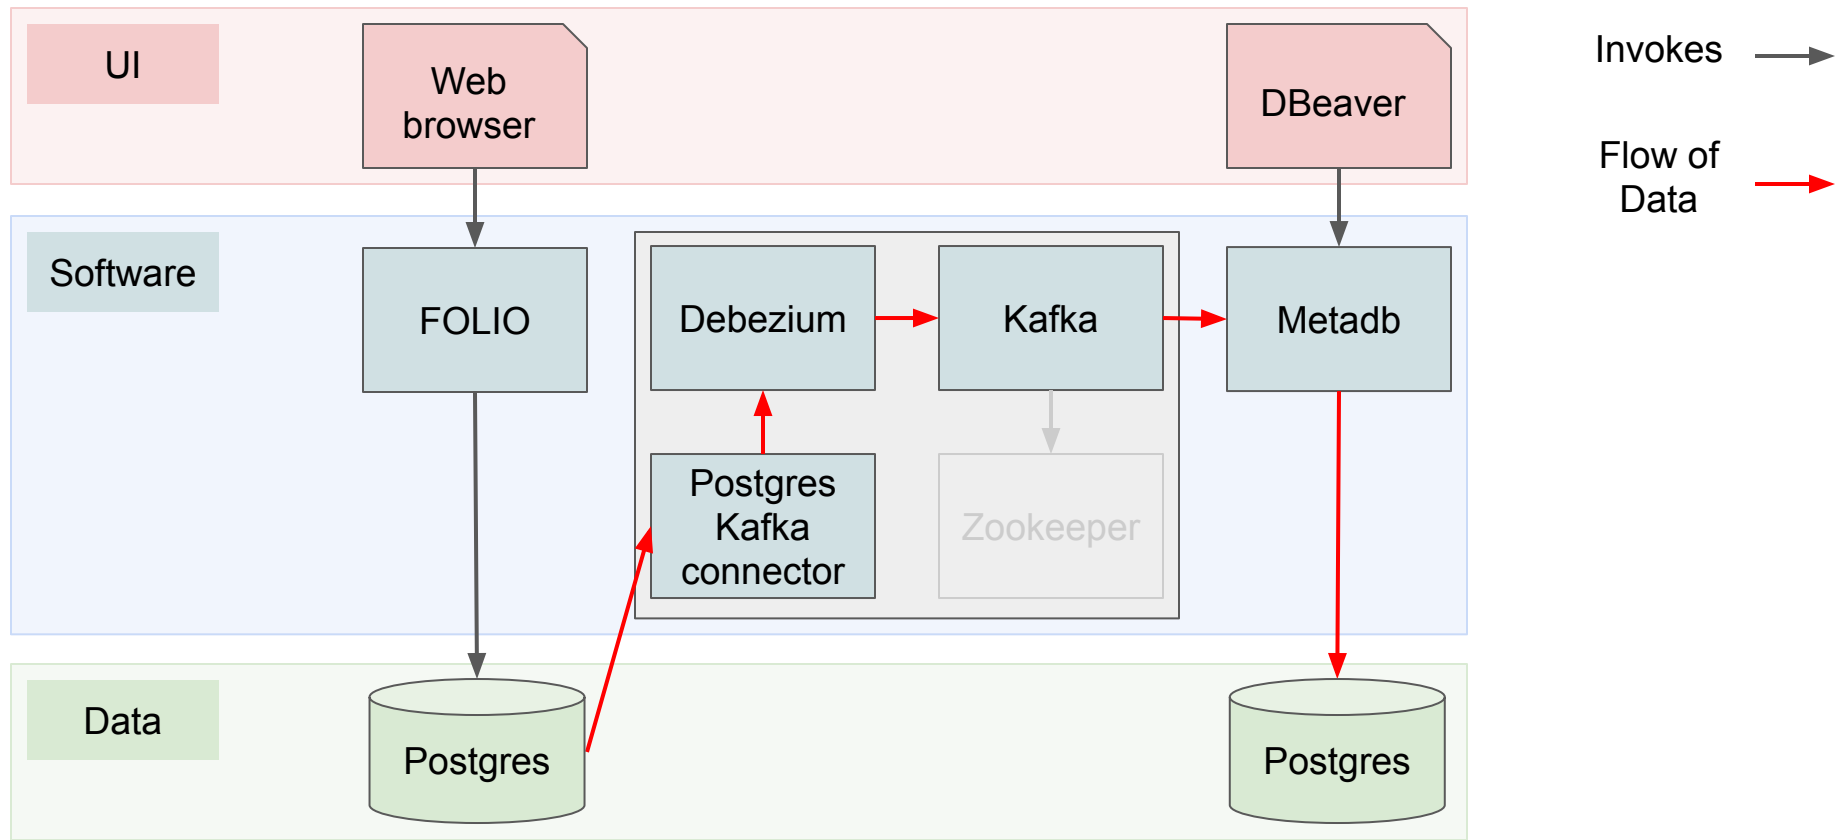 UI
Web
browser
DBeaver
Invokes
Flow of
Data
Software
FOLIO
Debezium
Kafka
Metadb
Postgres
Kafka
connector
Zookeeper
Data
Postgres
Postgres